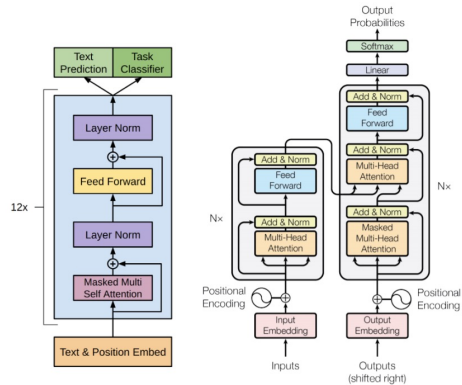 Text
Prediction
Task
Classifier
Layer Norm
Feed Forward
12x
Layer Norm
Masked Multi
Self Attention
Text & Position Embed
Output
Probabilities
Softmax
Linear
Add & Norm
Feed
Forward
Add & Norm
Multi-Head
Attention
Add & Norm
Masked
Multi-Head
Attention
N×
Add & Norm
Feed
Forward
N×
Add & Norm
Multi-Head
Attention
Positional
Encoding
Positional
Encoding
Input
Embedding
Output
Embedding
Inputs
Outputs
(shifted right)